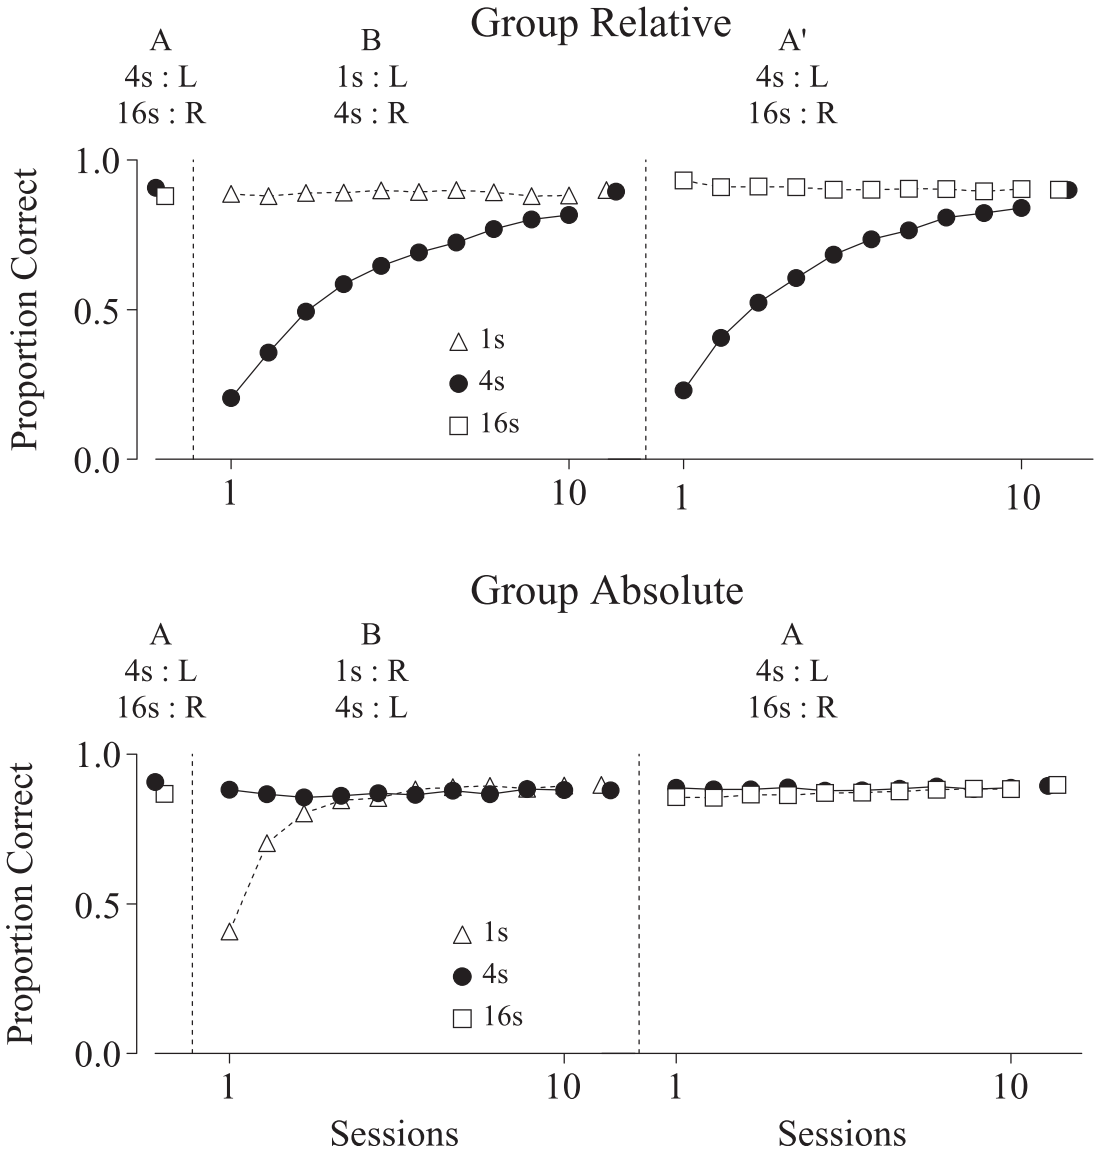 Group Relative
A B A'
4s : L 1s : L 4s : L
16s : R 4s : R 16s : R
Proportion Correct
1.0
0.5
0.0
1s
4s
16s
1 10 1 10
Group Absolute
A B A
4s : L 1s : R 4s : L
16s : R 4s : L 16s : R
Proportion Correct
1.0
0.5
0.0
1s
4s
16s
1 10 1 10
Sessions Sessions